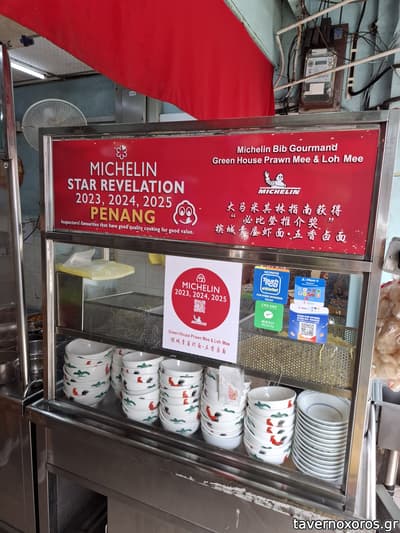 MICHELIN
STAR REVELATION
2023, 2024, 2025
PENANG
Inspectors' favourites that have good quality cooking for good value.
Michelin Bib Gourmand
Green House Prawn Mee & Loh Mee
MICHELIN
大弓米其林指南获得
“必比登推介奖”
槟城青屋虾面·五香卤面
MICHELIN
2023, 2024, 2025
Green House Prawn Mee & Loh Mee
槟城青屋虾面·五香卤面
Touch
eWallet
tavernoxoros.gr